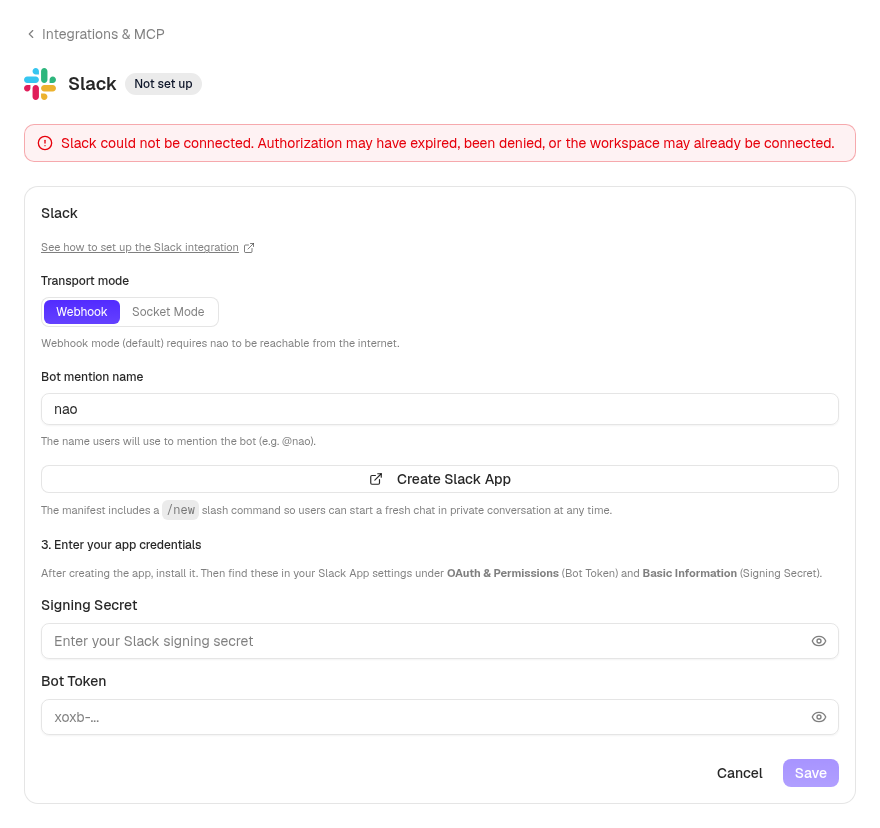 Integrations & MCP
Slack Not set up
Slack could not be connected. Authorization may have expired, been denied, or the workspace may already be connected.
Slack
See how to set up the Slack integration
Transport mode
Webhook Socket Mode
Webhook mode (default) requires nao to be reachable from the internet.
Bot mention name
nao
The name users will use to mention the bot (e.g. @nao).
Create Slack App
The manifest includes a /new slash command so users can start a fresh chat in private conversation at any time.
3. Enter your app credentials
After creating the app, install it. Then find these in your Slack App settings under OAuth & Permissions (Bot Token) and Basic Information (Signing Secret).
Signing Secret
Enter your Slack signing secret
Bot Token
xoxb-...
Cancel Save